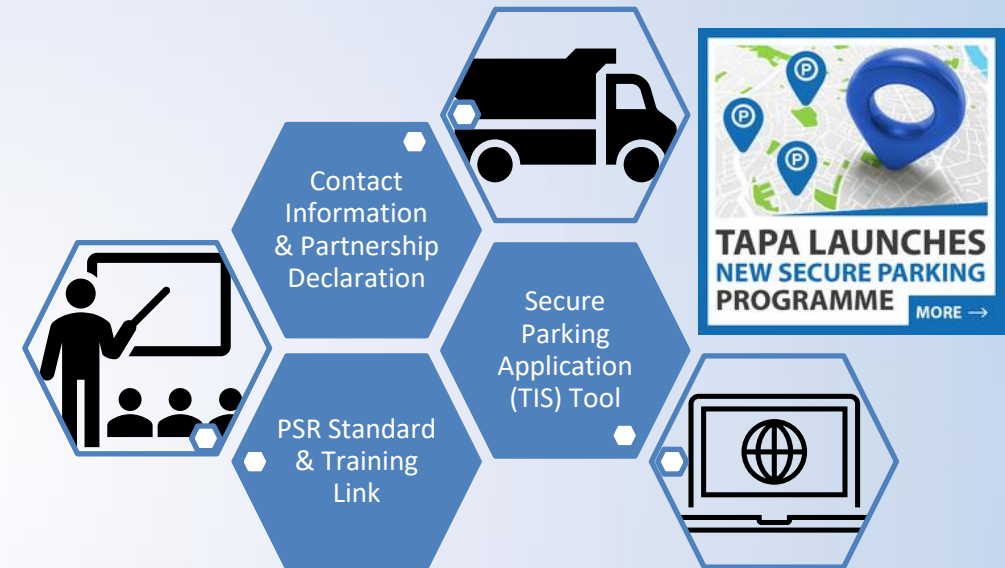 Contact
Information
& Partnership
Declaration
Secure
Parking
Application
(TIS) Tool
PSR Standard
& Training
Link
P
P
P
TAPA LAUNCHES
NEW SECURE PARKING
PROGRAMME
MORE →